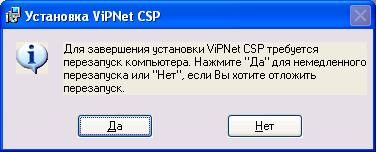 Установка ViPNet CSP
Для завершения установки ViPNet CSP требуется
перезапуск компьютера. Нажмите "Да" для немедленного
перезапуска или "Нет", если Вы хотите отложить
перезапуск.
Да
Нет